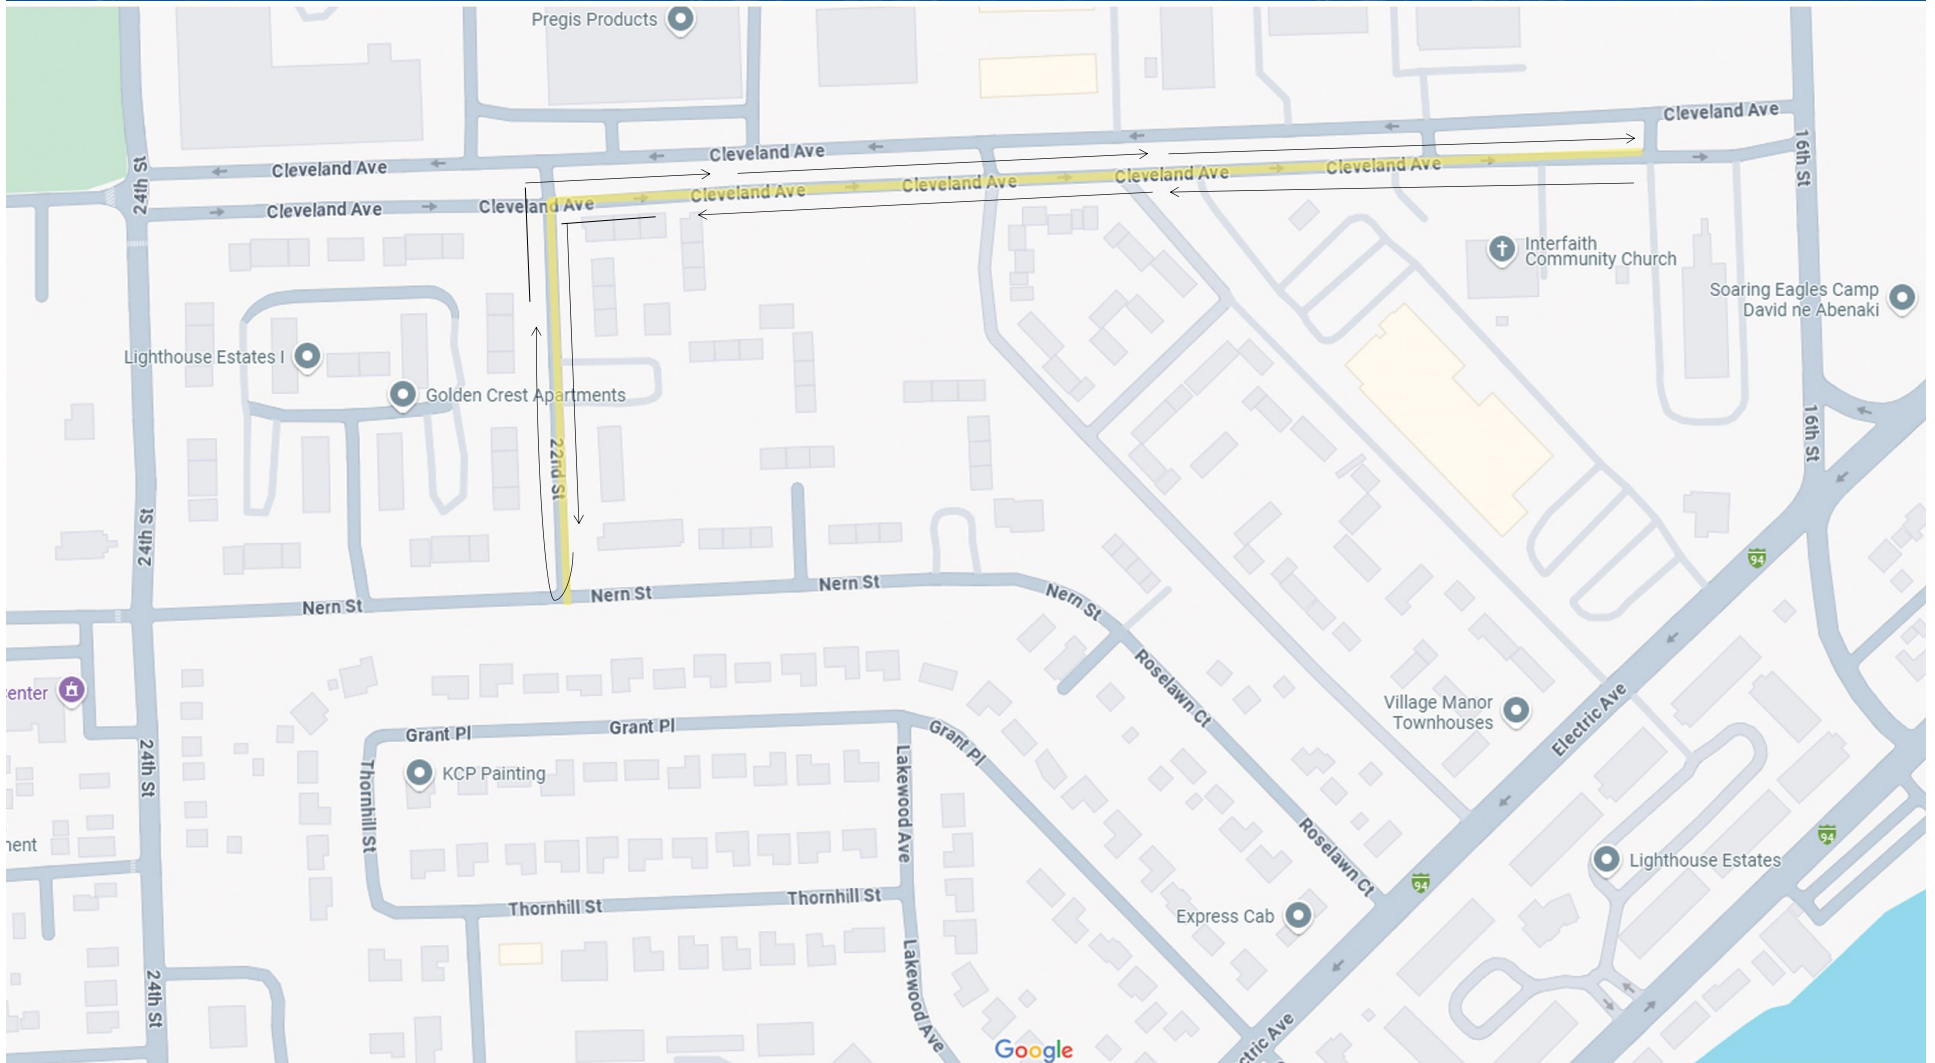 Pregis Products
Cleveland Ave
Cleveland Ave
Cleveland Ave
16th St
24th St
Cleveland Ave
Cleveland Ave
Cleveland Ave
Cleveland Ave
Cleveland Ave
Cleveland Ave
Interfaith
Community Church
Soaring Eagles Camp
David ne Abenaki
Lighthouse Estates I
Golden Crest Apartments
16th St
22nd St
24th St
94
Nern St
Nern St
Nern St
Nern St
Roselawn Ct
Village Manor
Townhouses
Electric Ave
enter
Grant Pl
Grant Pl
Grant Pl
24th St
KCP Painting
Thornhill St
Lakewood Ave
94
Roselawn Ct
Lighthouse Estates
94
nent
Thornhill St
Thornhill St
Express Cab
24th St
Lakewood Ave
ctric Ave
Google